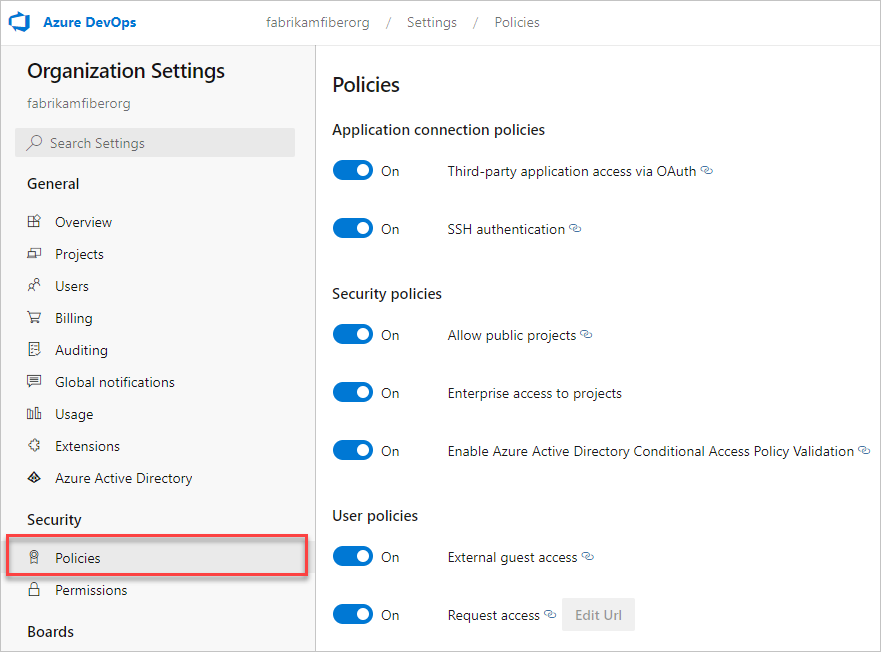 Azure DevOps
fabrikamfiberorg / Settings / Policies
Organization Settings
fabrikamfiberorg
Search Settings
General
Overview
Projects
Users
Billing
Auditing
Global notifications
Usage
Extensions
Azure Active Directory
Security
Policies
Permissions
Boards
Policies
Application connection policies
On Third-party application access via OAuth
On SSH authentication
Security policies
On Allow public projects
On Enterprise access to projects
On Enable Azure Active Directory Conditional Access Policy Validation
User policies
On External guest access
On Request access Edit Url